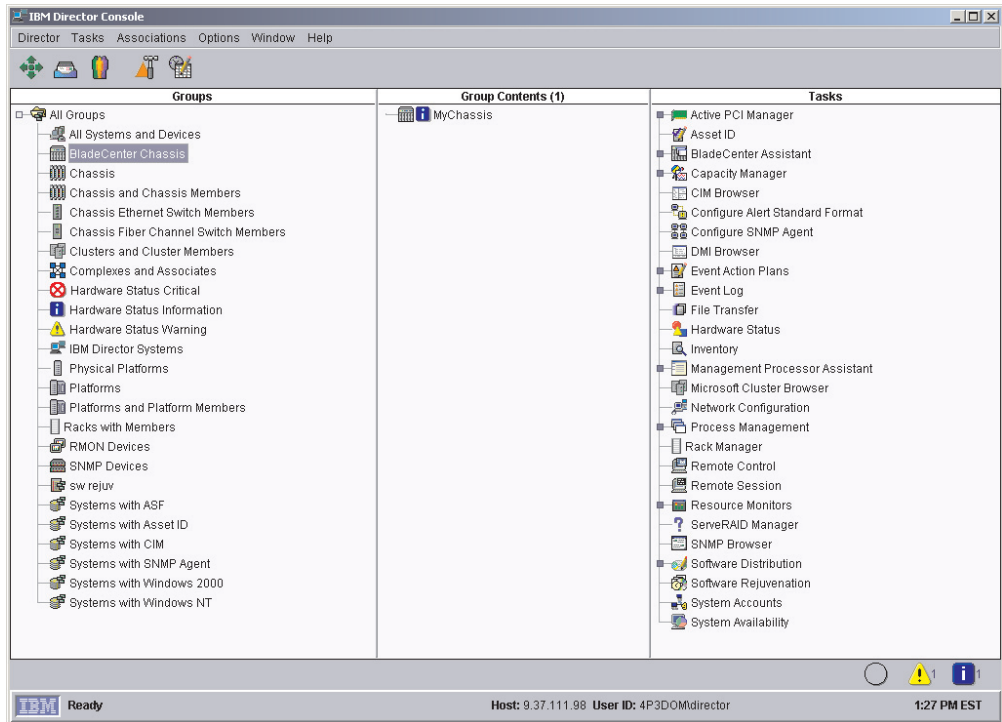 IBM Director Console
Director Tasks Associations Options Window Help
Groups
All Groups
All Systems and Devices
BladeCenter Chassis
Chassis
Chassis and Chassis Members
Chassis Ethernet Switch Members
Chassis Fiber Channel Switch Members
Clusters and Cluster Members
Complexes and Associates
Hardware Status Critical
Hardware Status Information
Hardware Status Warning
IBM Director Systems
Physical Platforms
Platforms
Platforms and Platform Members
Racks with Members
RMON Devices
SNMP Devices
sw rejuv
Systems with ASF
Systems with Asset ID
Systems with CIM
Systems with SNMP Agent
Systems with Windows 2000
Systems with Windows NT
Group Contents (1)
MyChassis
Tasks
Active PCI Manager
Asset ID
BladeCenter Assistant
Capacity Manager
CIM Browser
Configure Alert Standard Format
Configure SNMP Agent
DMI Browser
Event Action Plans
Event Log
File Transfer
Hardware Status
Inventory
Management Processor Assistant
Microsoft Cluster Browser
Network Configuration
Process Management
Rack Manager
Remote Control
Remote Session
Resource Monitors
ServeRAID Manager
SNMP Browser
Software Distribution
Software Rejuvenation
System Accounts
System Availability
1 1
IBM Ready Host: 9.37.111.98 User ID: 4P3DOM\director 1:27 PM EST